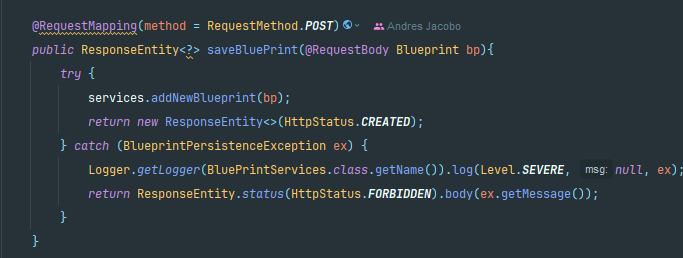 @RequestMapping(method = RequestMethod.POST) Andres Jacobo
public ResponseEntity<?> saveBluePrint(@RequestBody Blueprint bp){
try {
services.addNewBlueprint(bp);
return new ResponseEntity<>(HttpStatus.CREATED);
} catch (BlueprintPersistenceException ex) {
Logger.getLogger(BluePrintServices.class.getName()).log(Level.SEVERE, msg: null, ex);
return ResponseEntity.status(HttpStatus.FORBIDDEN).body(ex.getMessage());
}
}